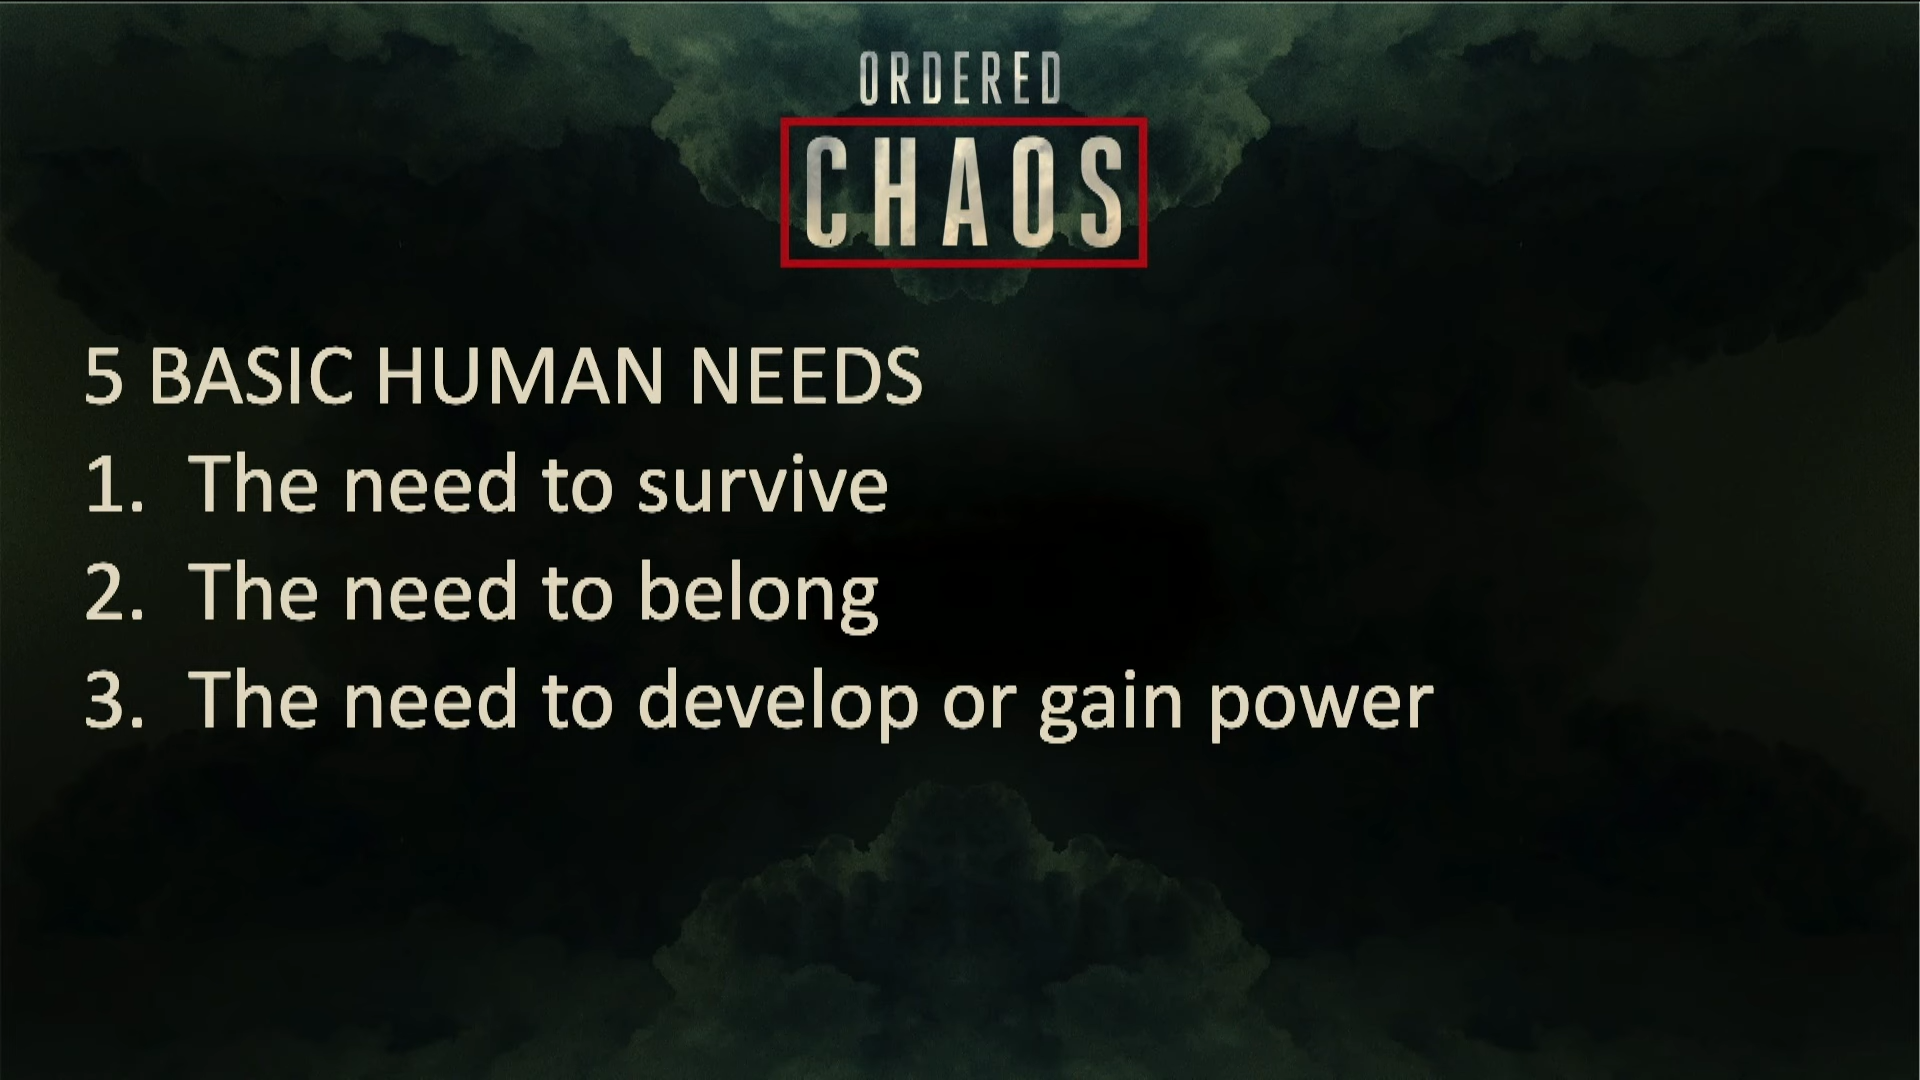 ORDERED
CHAOS
5 BASIC HUMAN NEEDS
1. The need to survive
2. The need to belong
3. The need to develop or gain power